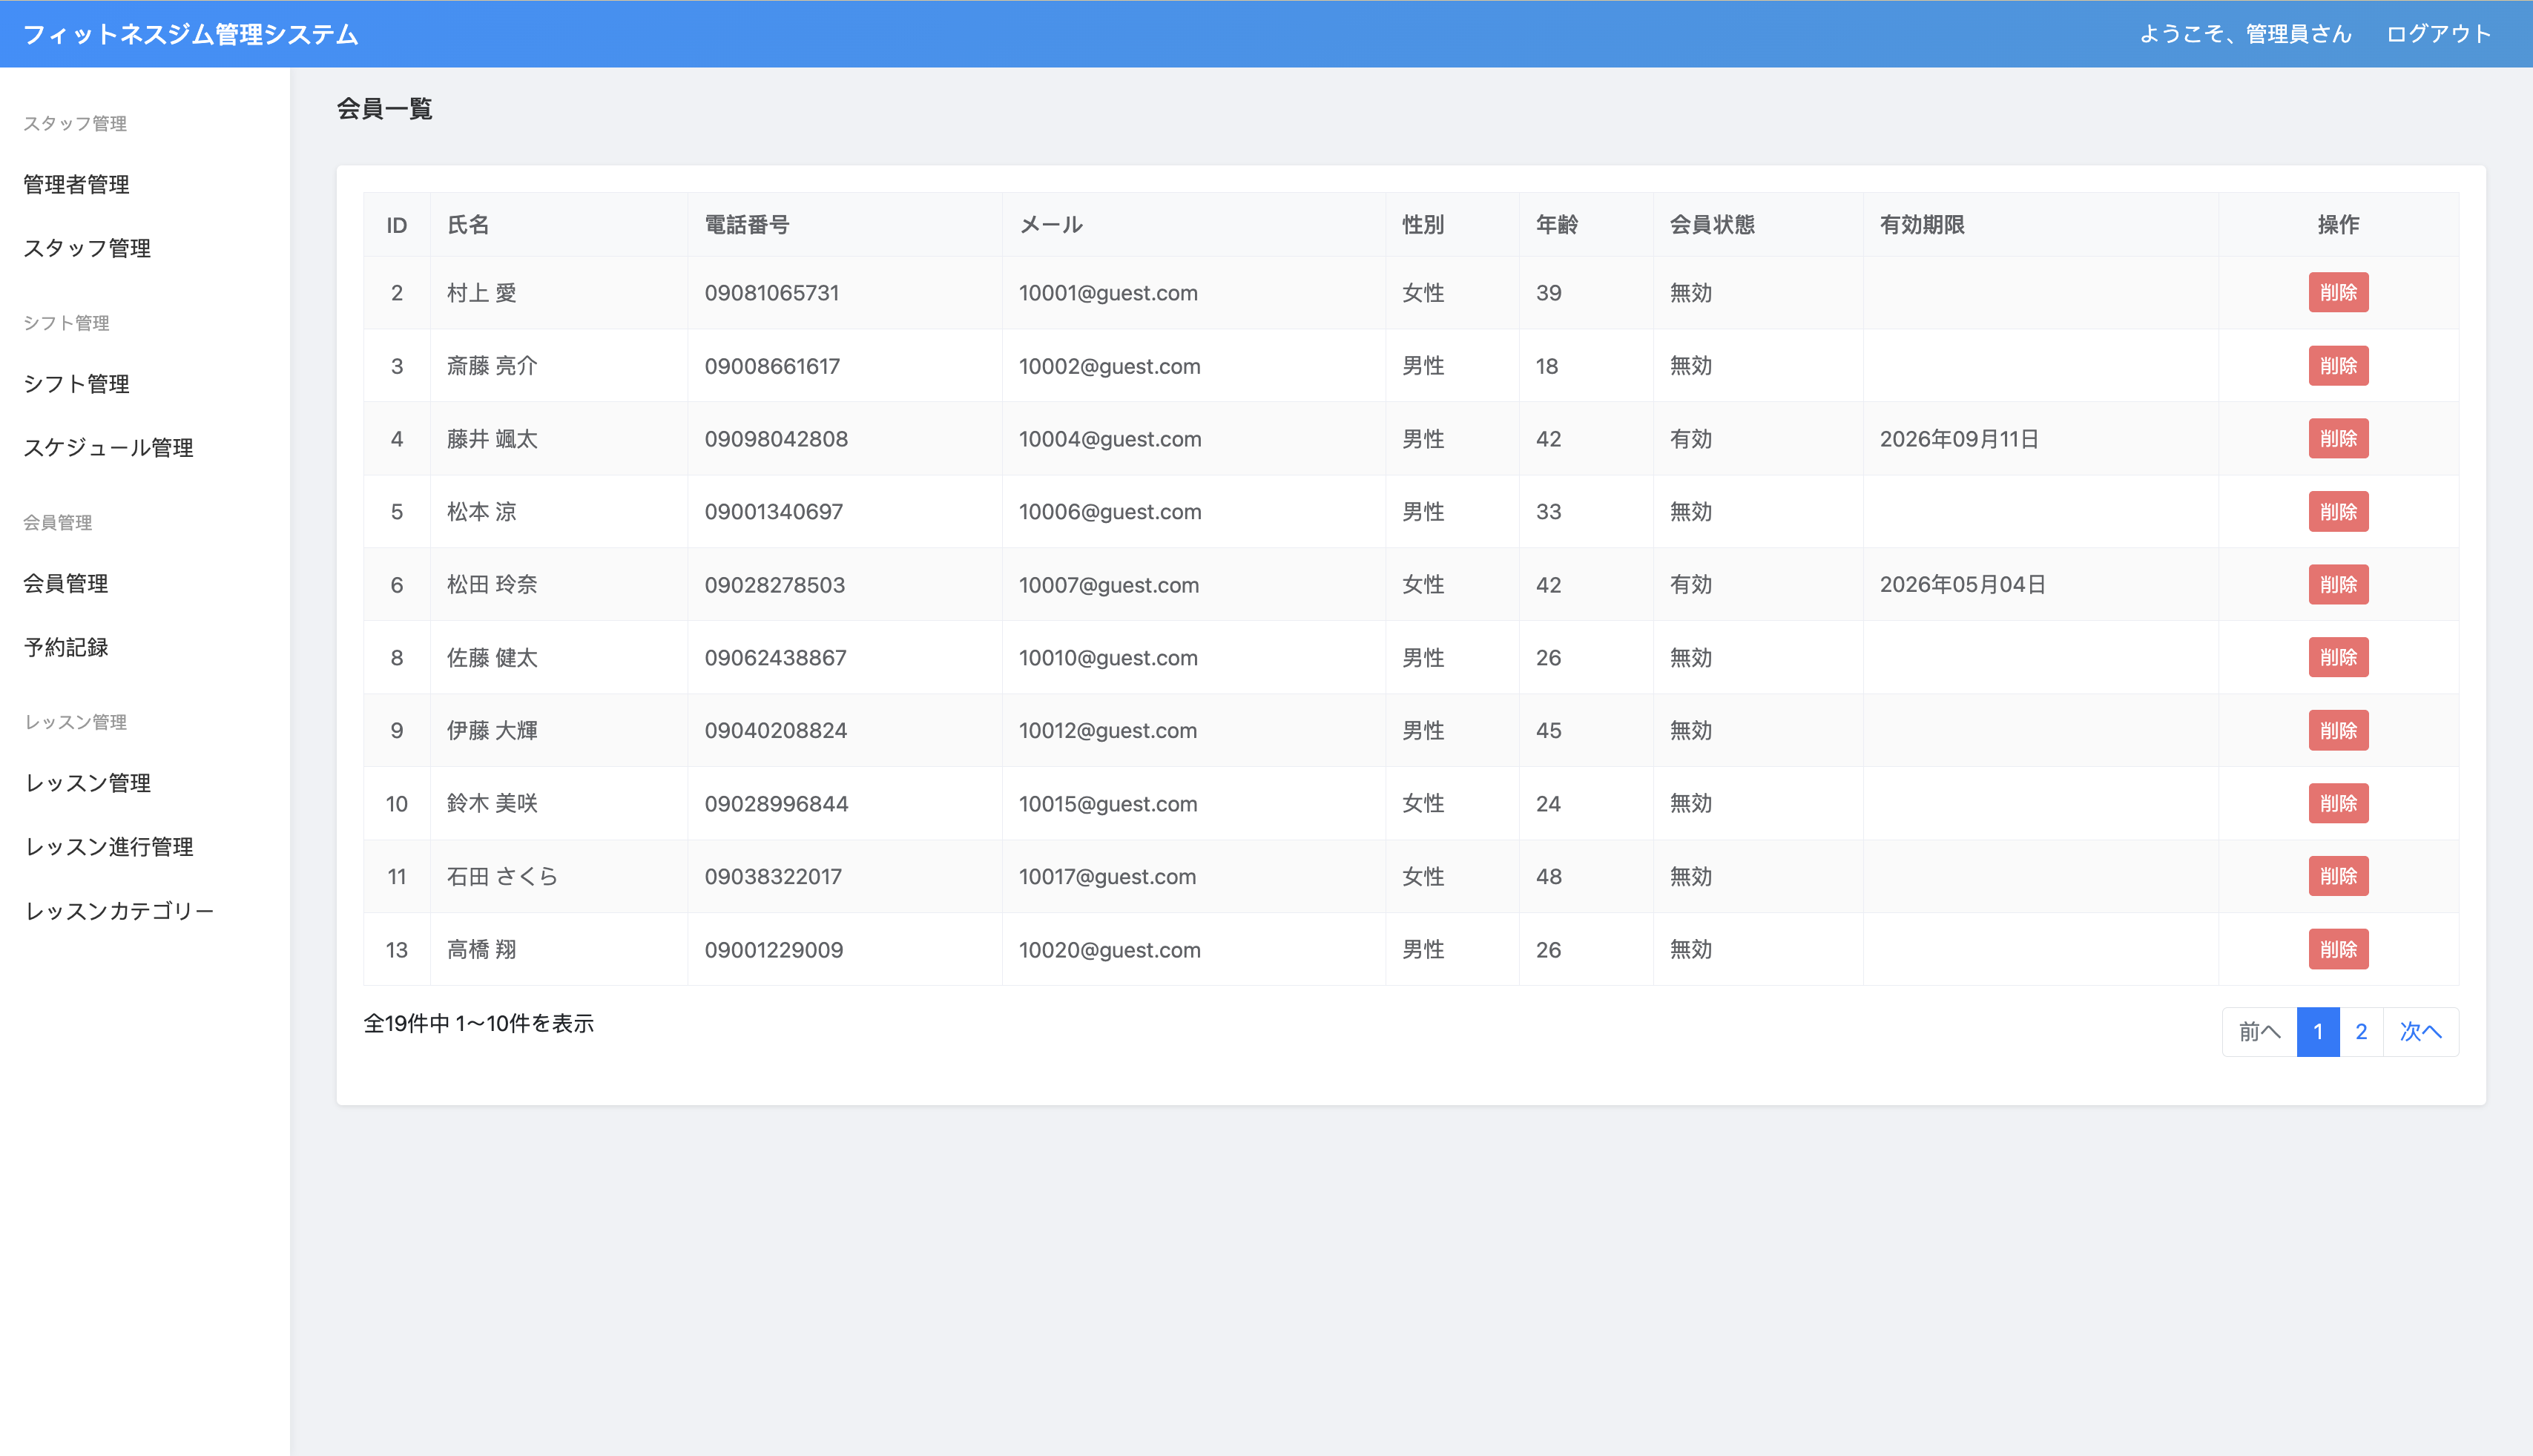 フィットネスジム管理システム ようこそ、管理員さん ログアウト
スタッフ管理
管理者管理
スタッフ管理
シフト管理
シフト管理
スケジュール管理
会員管理
会員管理
予約記録
レッスン管理
レッスン管理
レッスン進行管理
レッスンカテゴリー
会員一覧
ID 氏名 電話番号 メール 性別 年齢 会員状態 有効期限 操作
2 村上 愛 09081065731 10001@guest.com 女性 39 無効 削除
3 斎藤 亮介 09008661617 10002@guest.com 男性 18 無効 削除
4 藤井 颯太 09098042808 10004@guest.com 男性 42 有効 2026年09月11日 削除
5 松本 涼 09001340697 10006@guest.com 男性 33 無効 削除
6 松田 玲奈 09028278503 10007@guest.com 女性 42 有効 2026年05月04日 削除
8 佐藤 健太 09062438867 10010@guest.com 男性 26 無効 削除
9 伊藤 大輝 09040208824 10012@guest.com 男性 45 無効 削除
10 鈴木 美咲 09028996844 10015@guest.com 女性 24 無効 削除
11 石田 さくら 09038322017 10017@guest.com 女性 48 無効 削除
13 高橋 翔 09001229009 10020@guest.com 男性 26 無効 削除
全19件中 1〜10件を表示
前へ 1 2 次へ